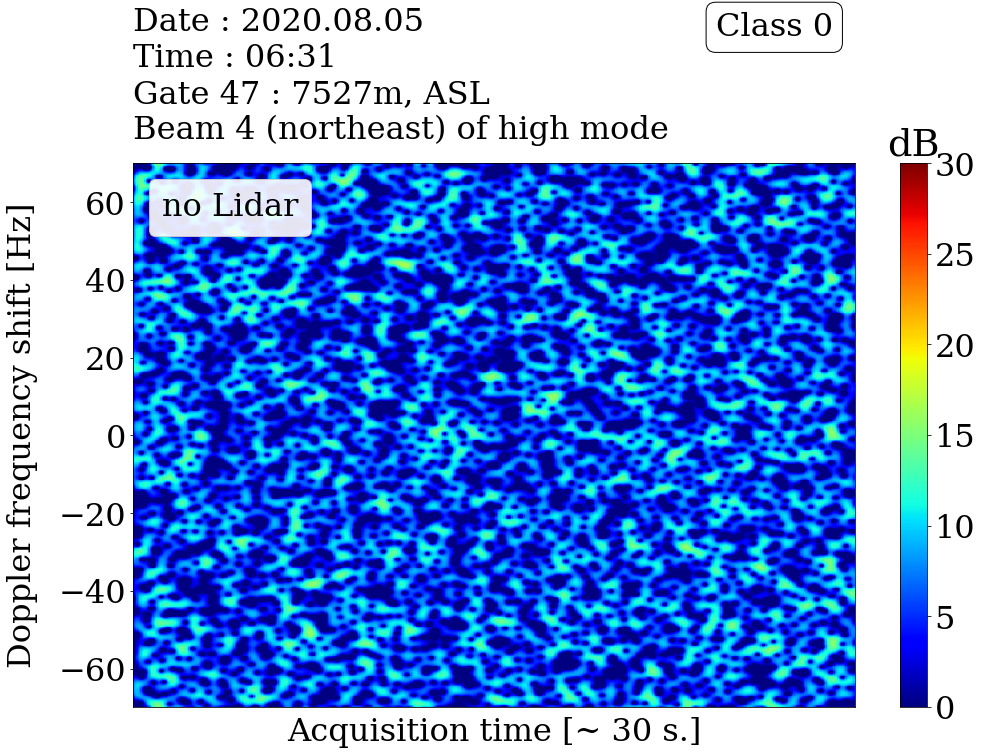 Date : 2020.08.05
Time : 06:31
Gate 47 : 7527m, ASL
Beam 4 (northeast) of high mode
Class 0
dB
no Lidar
Doppler frequency shift [Hz]
60
40
20
0
−20
−40
−60
Acquisition time [~ 30 s.]
30
25
20
15
10
5
0